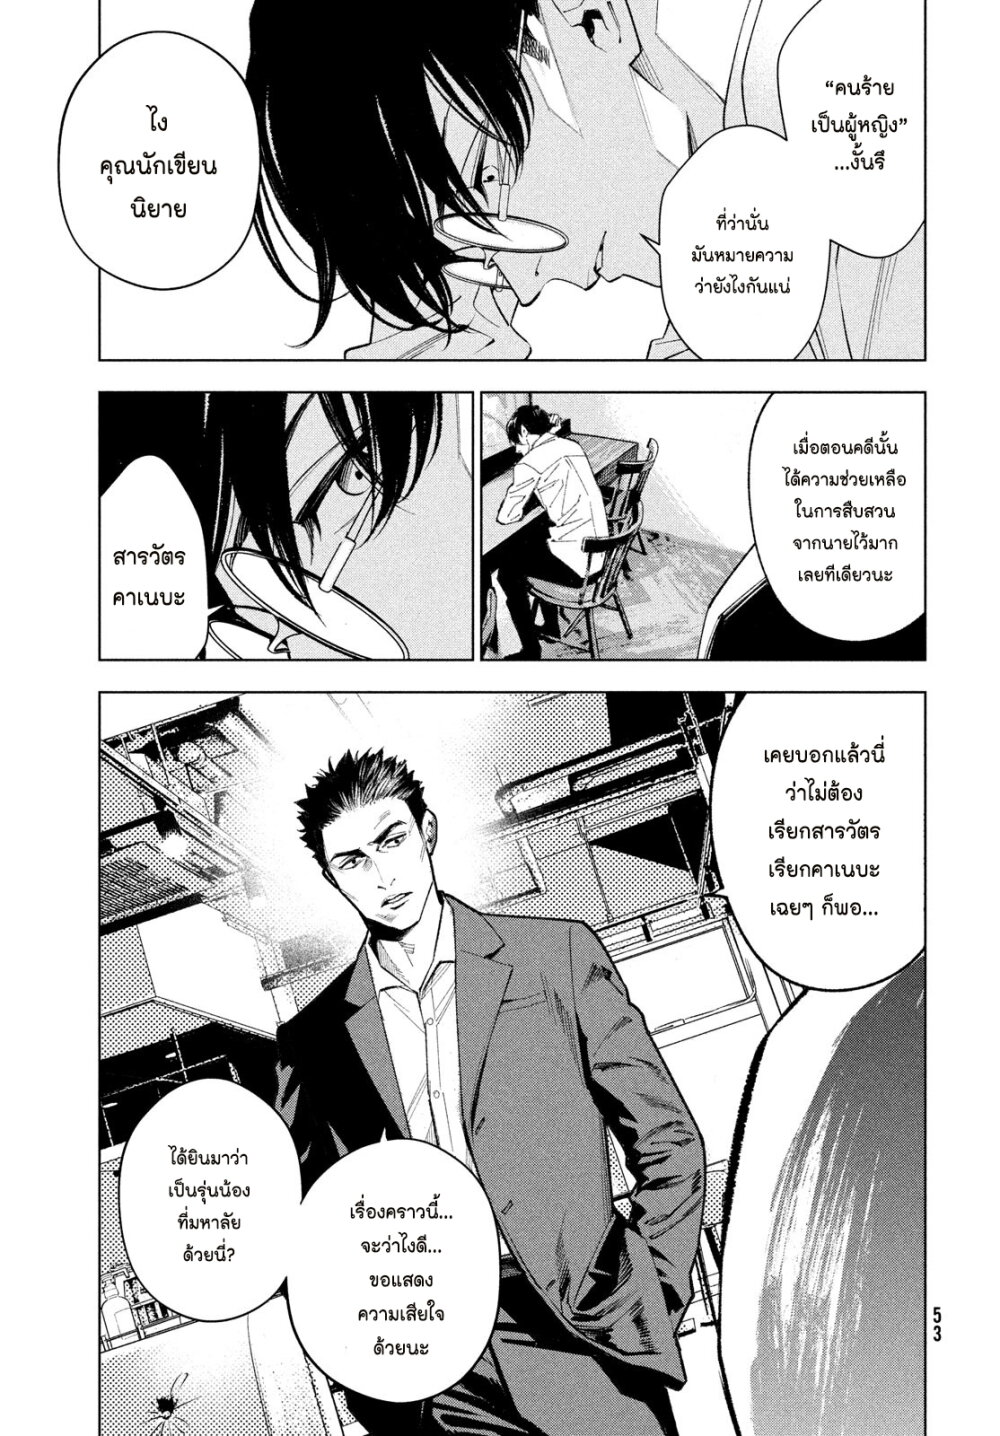 “คนร้าย
เป็นผู้หญิง”
...งั้นรึ
ที่ว่านั่น
มันหมายความ
ว่ายังไงกันแน่
ไง
คุณนักเขียน
นิยาย
เมื่อตอนคดีนั้น
ได้ความช่วยเหลือ
ในการสืบสวน
จากนายไว้มาก
เลยทีเดียวนะ
สารวัตร
คาเนบะ
เคยบอกแล้วนี่
ว่าไม่ต้อง
เรียกสารวัตร
เรียกคาเนบะ
เฉยๆ ก็พอ...
เรื่องคราวนี้...
จะว่าไงดี...
ขอแสดง
ความเสียใจ
ด้วยนะ
ได้ยินมาว่า
เป็นรุ่นน้อง
ที่มหาลัย
ด้วยนี่?
53